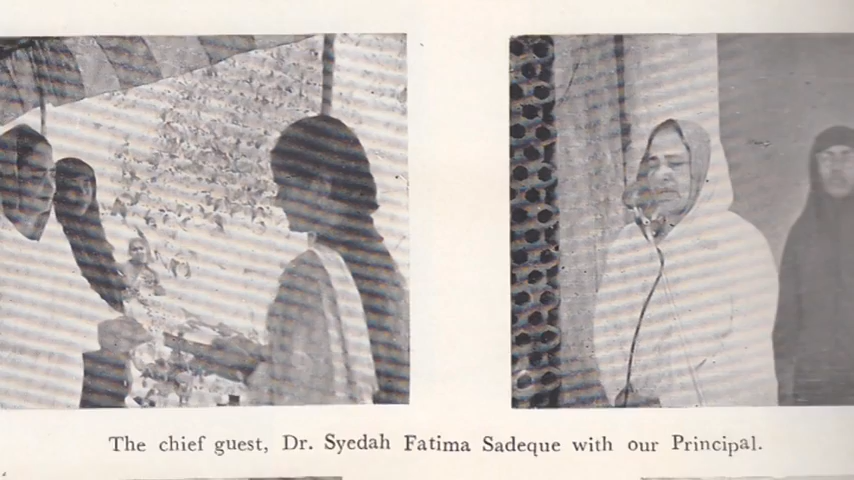 The chief guest, Dr. Syedah Fatima Sadeque with our Principal.